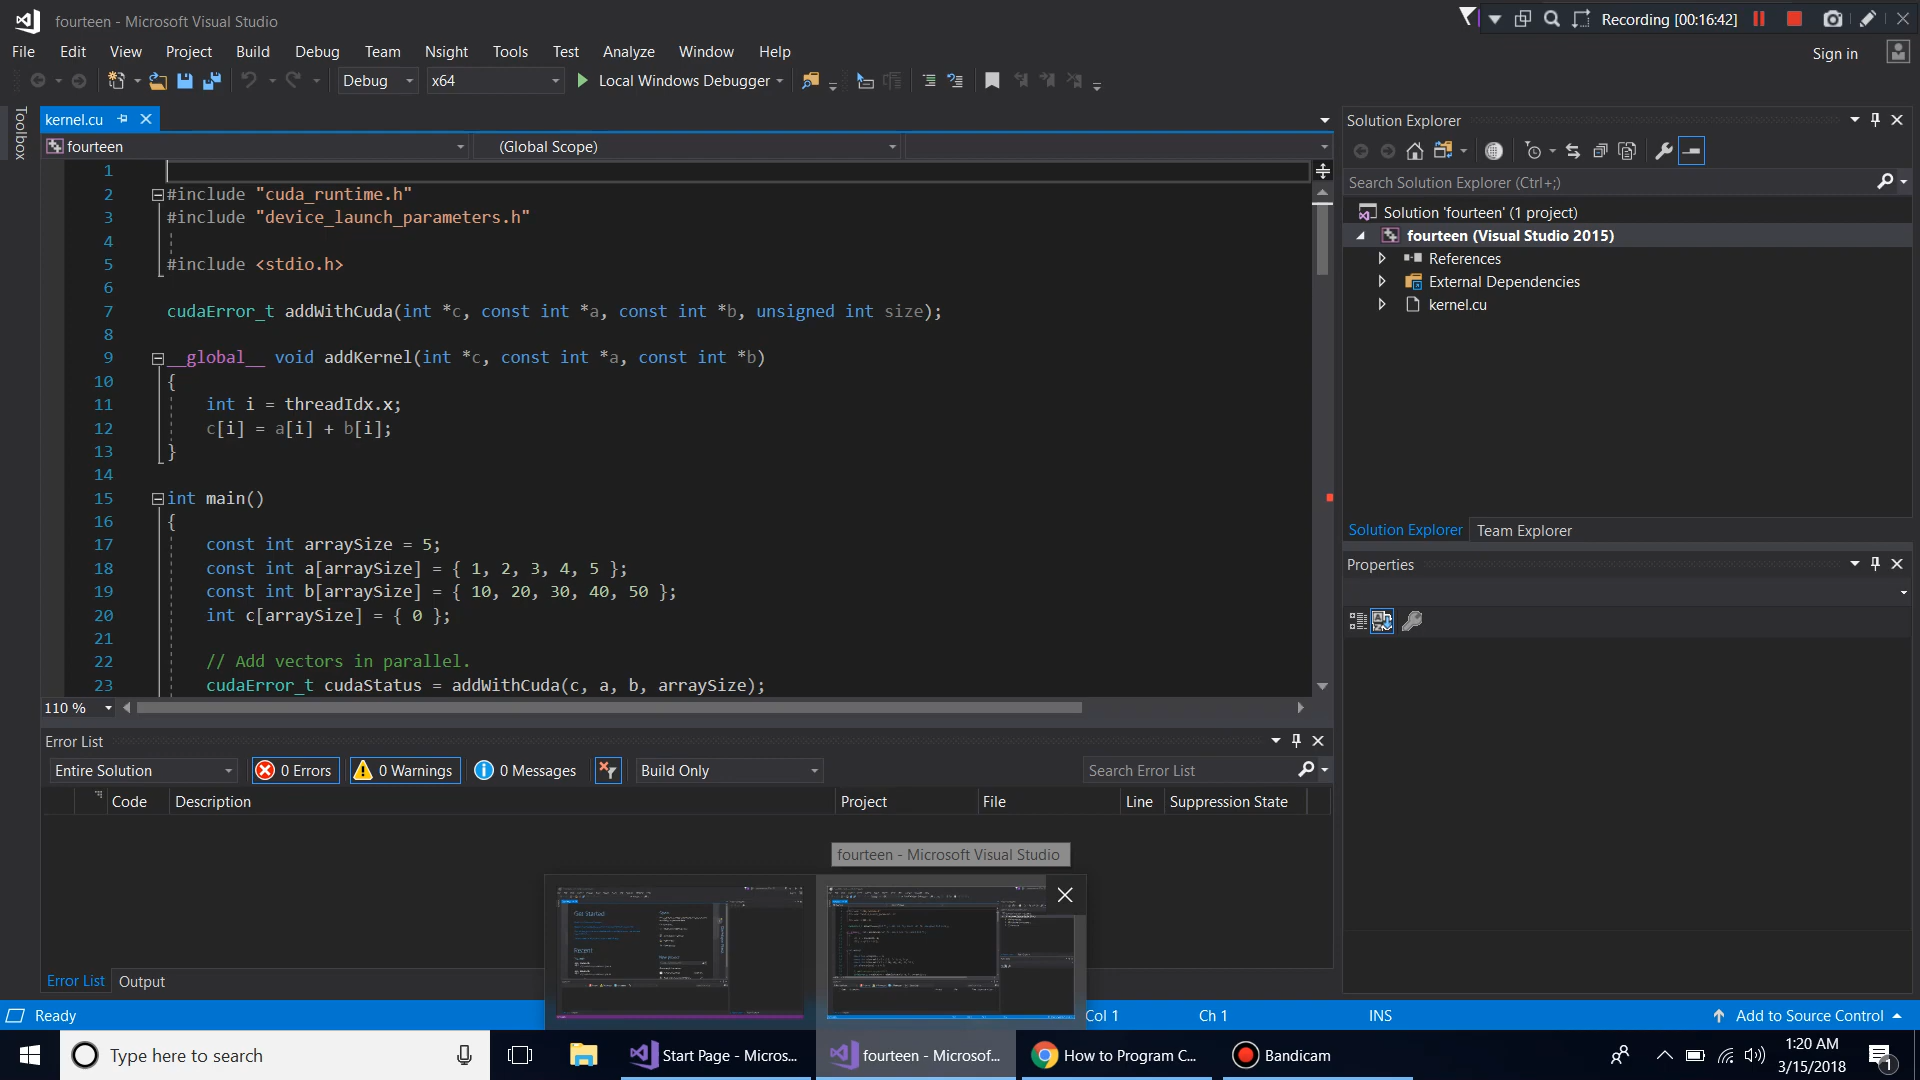 fourteen - Microsoft Visual Studio
Recording [00:16:42]
File Edit View Project Build Debug Team Nsight Tools Test Analyze Window Help
Sign in
Debug x64 Local Windows Debugger
Toolbox
kernel.cu
fourteen (Global Scope)
1
2 #include "cuda_runtime.h"
3 #include "device_launch_parameters.h"
4
5 #include <stdio.h>
6
7 cudaError_t addWithCuda(int *c, const int *a, const int *b, unsigned int size);
8
9 __global__ void addKernel(int *c, const int *a, const int *b)
10 {
11 int i = threadIdx.x;
12 c[i] = a[i] + b[i];
13 }
14
15 int main()
16 {
17 const int arraySize = 5;
18 const int a[arraySize] = { 1, 2, 3, 4, 5 };
19 const int b[arraySize] = { 10, 20, 30, 40, 50 };
20 int c[arraySize] = { 0 };
21
22 // Add vectors in parallel.
23 cudaError_t cudaStatus = addWithCuda(c, a, b, arraySize);
110 %
Solution Explorer
Search Solution Explorer (Ctrl+;)
Solution 'fourteen' (1 project)
fourteen (Visual Studio 2015)
References
External Dependencies
kernel.cu
Solution Explorer Team Explorer
Properties
Error List
Entire Solution 0 Errors 0 Warnings 0 Messages Build Only Search Error List
Code Description Project File Line Suppression State
fourteen - Microsoft Visual Studio
Get Started
Recent
Error List Output
Ready Col 1 Ch 1 INS Add to Source Control
Type here to search
Start Page - Micros...
fourteen - Microsof...
How to Program C...
Bandicam
1:20 AM
3/15/2018
1